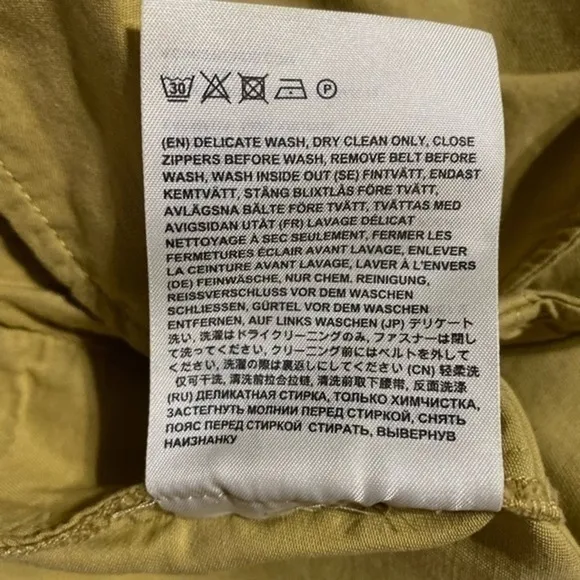 30 P
(EN) DELICATE WASH, DRY CLEAN ONLY, CLOSE
ZIPPERS BEFORE WASH, REMOVE BELT BEFORE
WASH, WASH INSIDE OUT (SE) FINTVÄTT, ENDAST
KEMTVÄTT, STÄNG BLIXTLÅS FÖRE TVÄTT,
AVLÄGSNA BÄLTE FÖRE TVÄTT, TVÄTTAS MED
AVIGSIDAN UTÅT (FR) LAVAGE DÉLICAT
NETTOYAGE À SEC SEULEMENT, FERMER LES
FERMETURES ÉCLAIR AVANT LAVAGE, ENLEVER
LA CEINTURE AVANT LAVAGE, LAVER À L'ENVERS
(DE) FEINWÄSCHE, NUR CHEM. REINIGUNG,
REISSVERSCHLUSS VOR DEM WASCHEN
SCHLIESSEN, GÜRTEL VOR DEM WASCHEN
ENTFERNEN, AUF LINKS WASCHEN (JP) デリケート
洗い, 洗濯はドライクリーニングのみ, ファスナーは閉し
て洗ってください, クリーニング前にはベルトを外してく
ださい, 洗濯の際は裏返しにしてください (CN) 轻柔洗
仅可干洗, 清洗前拉合拉链, 清洗前取下腰带, 反面洗涤
(RU) ДЕЛИКАТНАЯ СТИРКА, ТОЛЬКО ХИМЧИСТКА,
ЗАСТЕГНУТЬ МОЛНИИ ПЕРЕД СТИРКОЙ, СНЯТЬ
ПОЯС ПЕРЕД СТИРКОЙ СТИРАТЬ, ВЫВЕРНУВ
НАИЗНАНКУ